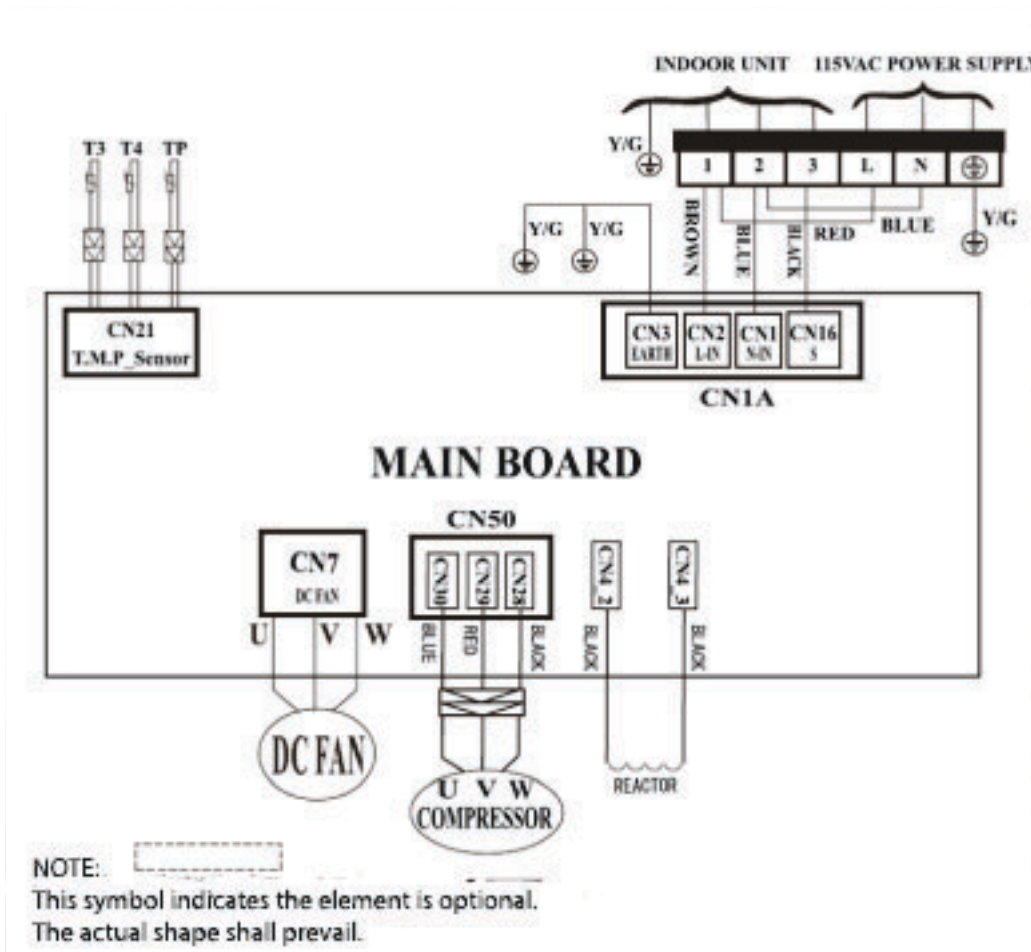 INDOOR UNIT 115VAC POWER SUPPLY
T3 T4 TP
Y/G
1 2 3 L N
Y/G Y/G
BROWN
BLUE
BLACK
RED
BLUE
Y/G
CN21
T.M.P_Sensor
CN3
EARTH
CN2
L-IN
CN1
N-IN
CN16
S
CN1A
MAIN BOARD
CN50
CN7
DC FAN
CN30
CN29
CN28
CN4_2
CN4_3
U V W
BLUE
RED
BLACK
BLACK
BLACK
DC FAN
U V W
COMPRESSOR
REACTOR
NOTE:
This symbol indicates the element is optional.
The actual shape shall prevail.